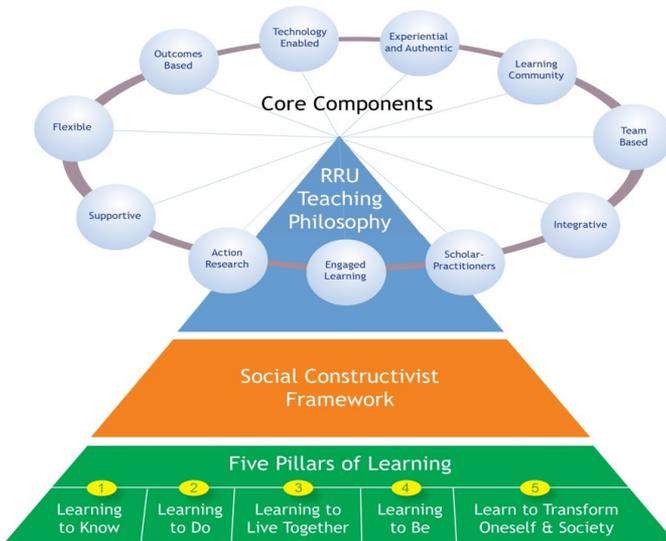 Technology
Enabled
Experiential
and Authentic
Outcomes
Based
Learning
Community
Core Components
Flexible
Team
Based
RRU
Teaching
Philosophy
Supportive
Integrative
Action
Research
Engaged
Learning
Scholar-
Practitioners
Social Constructivist
Framework
Five Pillars of Learning
1
Learning
to Know
2
Learning
to Do
3
Learning to
Live Together
4
Learning
to Be
5
Learn to Transform
Oneself & Society